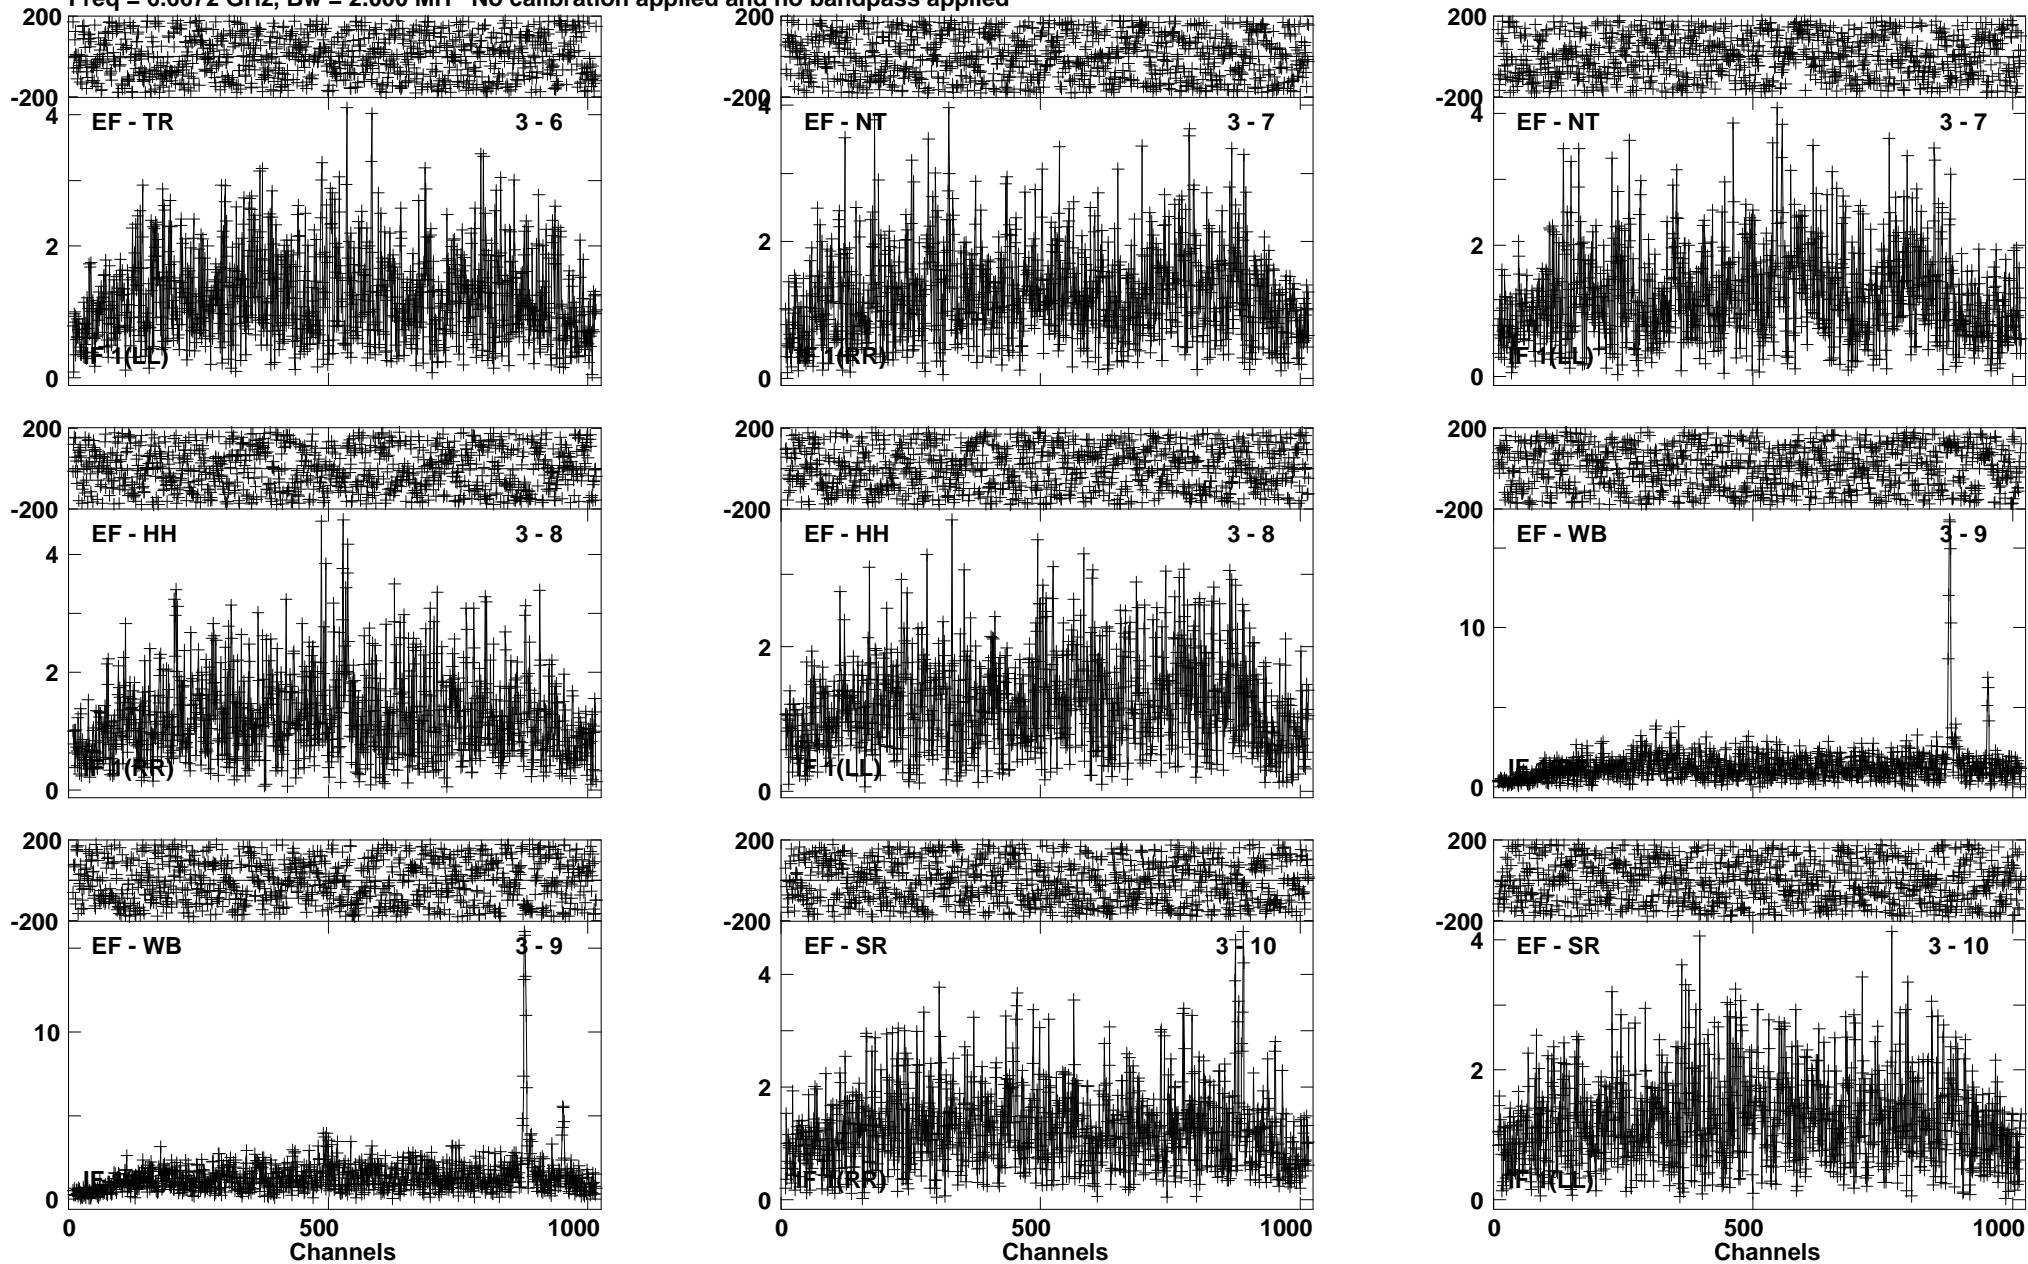 Freq = 6.6672 GHz, Bw = 2.000 MH No calibration applied and no bandpass applied
200
-200
EF - TR 3 - 6
4
2
IF 1(LL)
0
200
-200
4
EF - NT 3 - 7
2
IF 1(RR)
0
200
-200
4
EF - NT 3 - 7
2
IF 1(LL)
0
200
-200
EF - HH 3 - 8
4
2
IF 1(RR)
0
200
-200
EF - HH 3 - 8
2
IF 1(LL)
0
200
-200
EF - WB 3 - 9
10
IF
0
200
-200
EF - WB 3 - 9
10
IF
0
0 500 1000
Channels
200
-200
EF - SR 3 - 10
4
2
IF 1(RR)
0
0 500 1000
Channels
200
-200
4
EF - SR 3 - 10
2
IF 1(LL)
0
0 500 1000
Channels